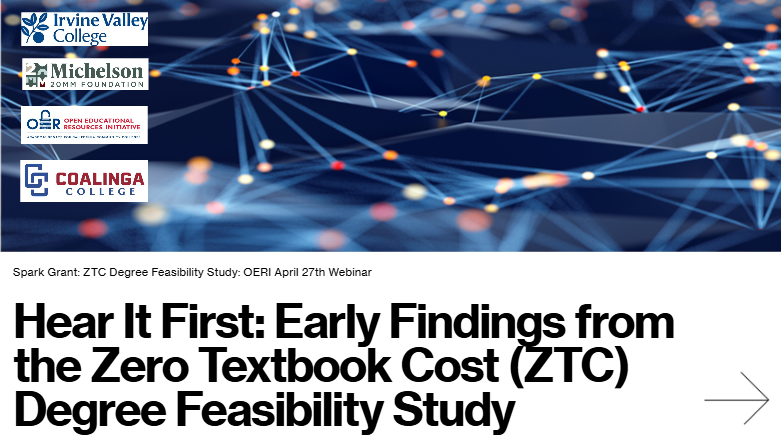 Irvine Valley
College
Michelson
20MM FOUNDATION
OER OPEN EDUCATIONAL
RESOURCES INITIATIVE
COALINGA
COLLEGE
Spark Grant: ZTC Degree Feasibility Study: OERI April 27th Webinar
Hear It First: Early Findings from
the Zero Textbook Cost (ZTC)
Degree Feasibility Study